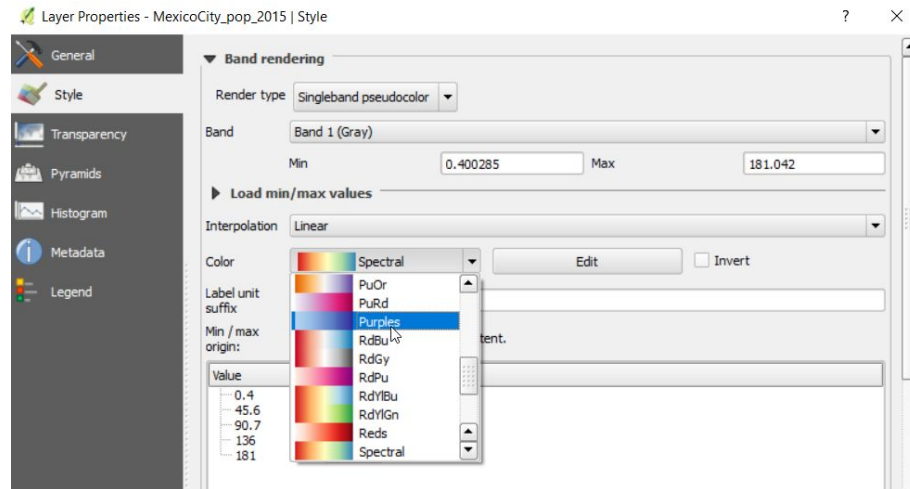 Layer Properties - MexicoCity_pop_2015 | Style ? ×
General
Style
Transparency
Pyramids
Histogram
Metadata
Legend
Band rendering
Render type Singleband pseudocolor
Band Band 1 (Gray)
Min 0.400285 Max 181.042
Load min/max values
Interpolation Linear
Color Spectral Edit Invert
Label unit
suffix
Min / max
origin:
tent.
PuOr
PuRd
Purples
RdBu
RdGy
RdPu
RdYlBu
RdYlGn
Reds
Spectral
Value
0.4
45.6
90.7
136
181